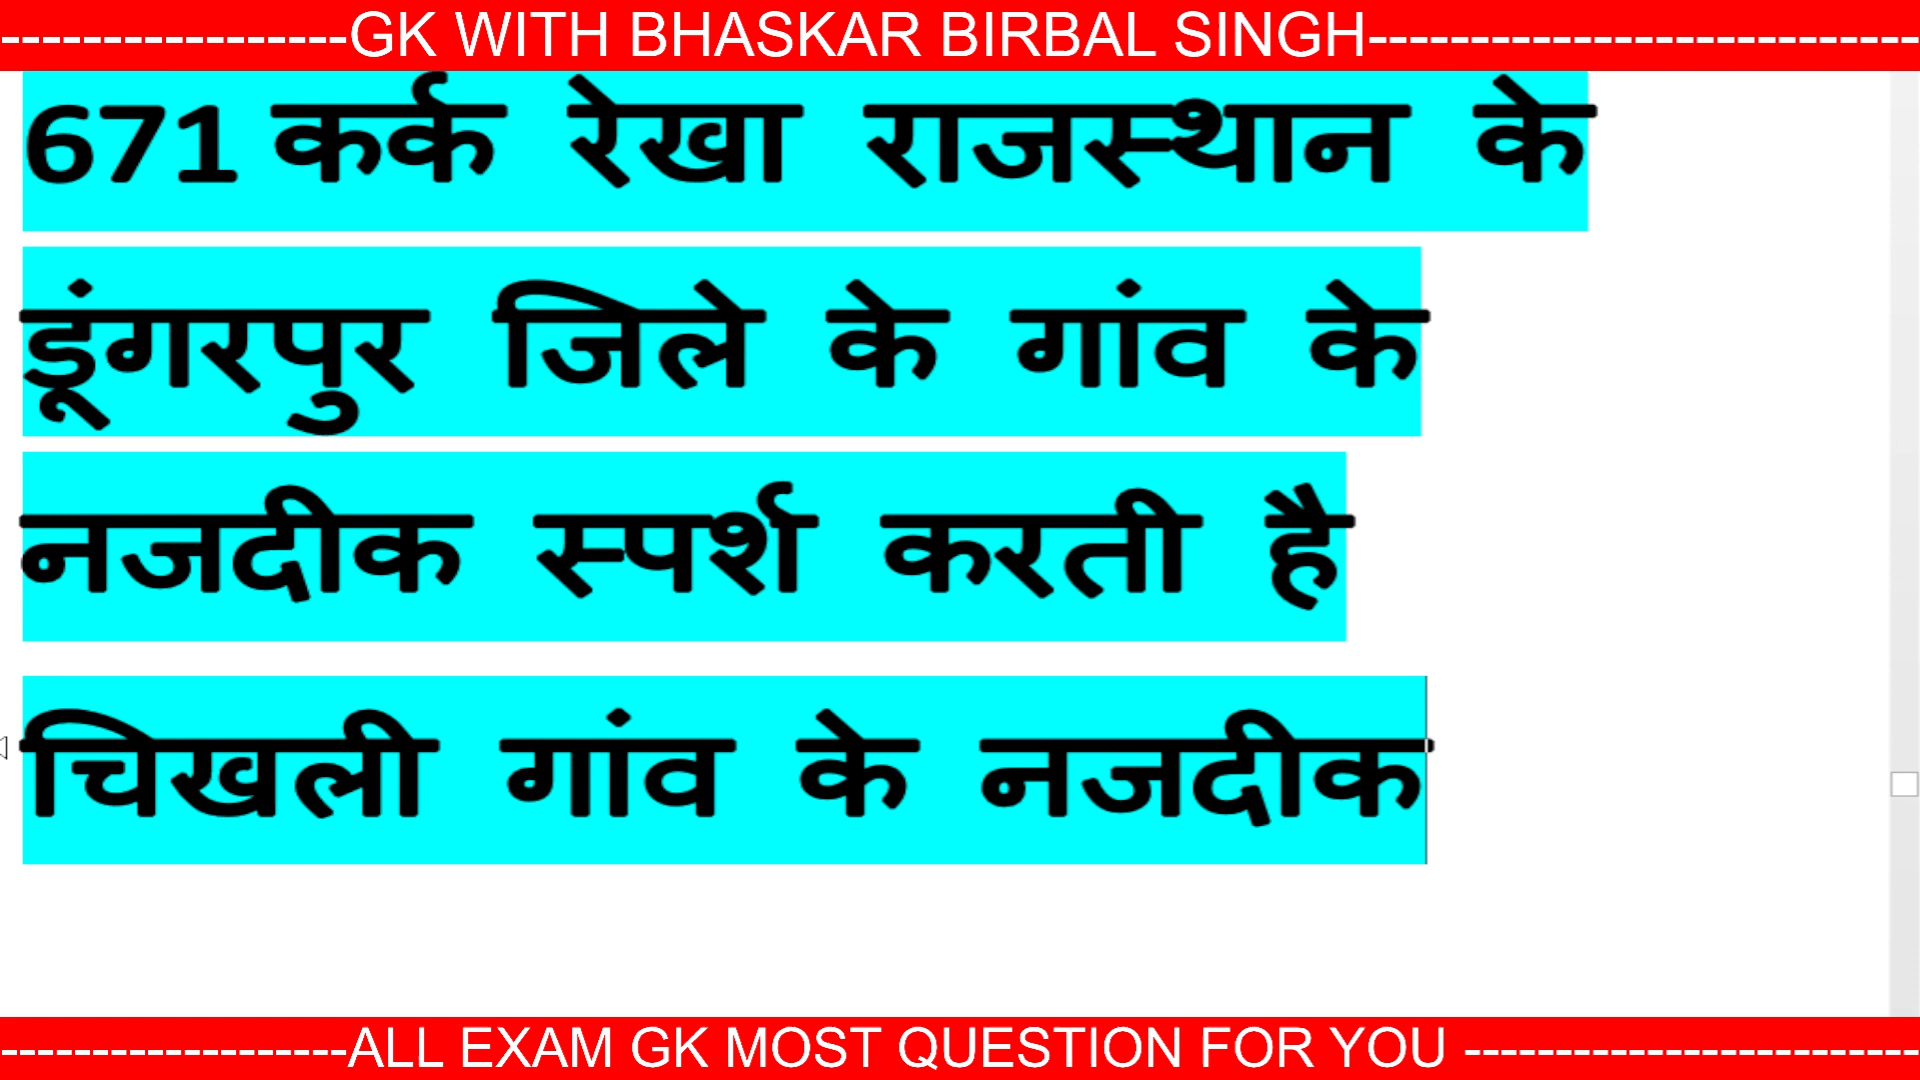 -----------------GK WITH BHASKAR BIRBAL SINGH---------------------------
671 कर्क रेखा राजस्थान के
डूंगरपुर जिले के गांव के
नजदीक स्पर्श करती है
चिखली गांव के नजदीक
-------------------ALL EXAM GK MOST QUESTION FOR YOU -------------------------